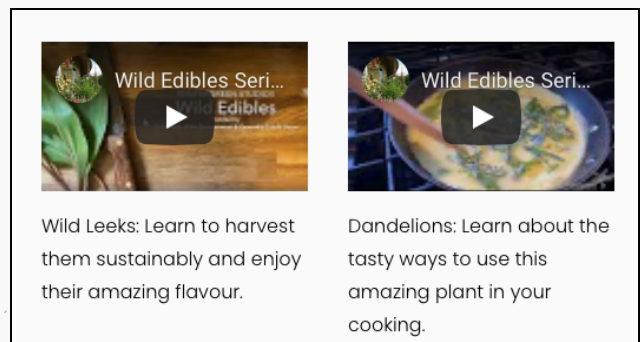 Wild Edibles Seri...
Wild Edibles
Wild Leeks: Learn to harvest
them sustainably and enjoy
their amazing flavour.
Wild Edibles Seri...
Dandelions: Learn about the
tasty ways to use this
amazing plant in your
cooking.